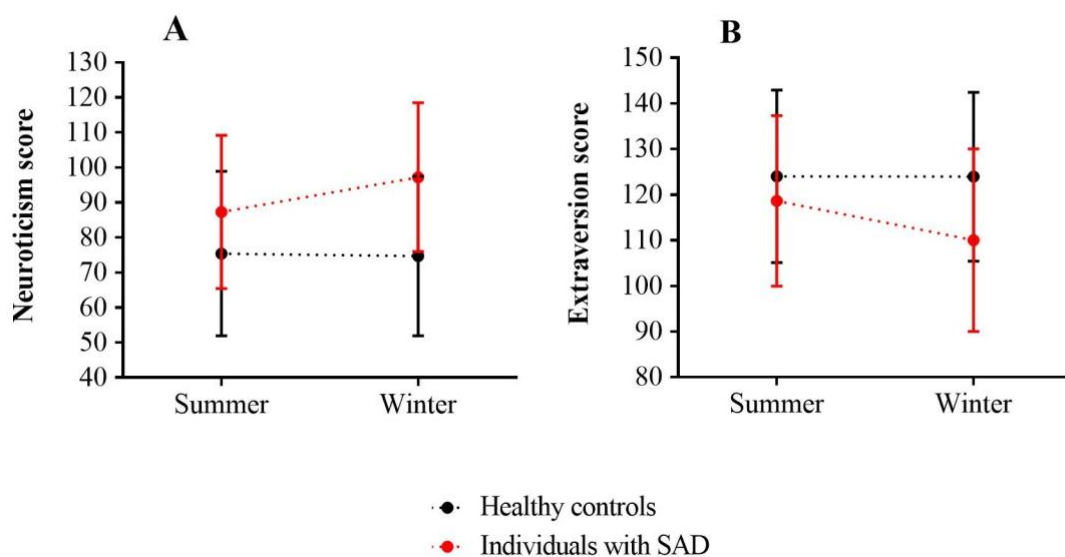 A
Neuroticism score
130
120
110
100
90
80
70
60
50
40
Summer Winter
B
Extraversion score
150
140
130
120
110
100
90
80
Summer Winter
Healthy controls
Individuals with SAD